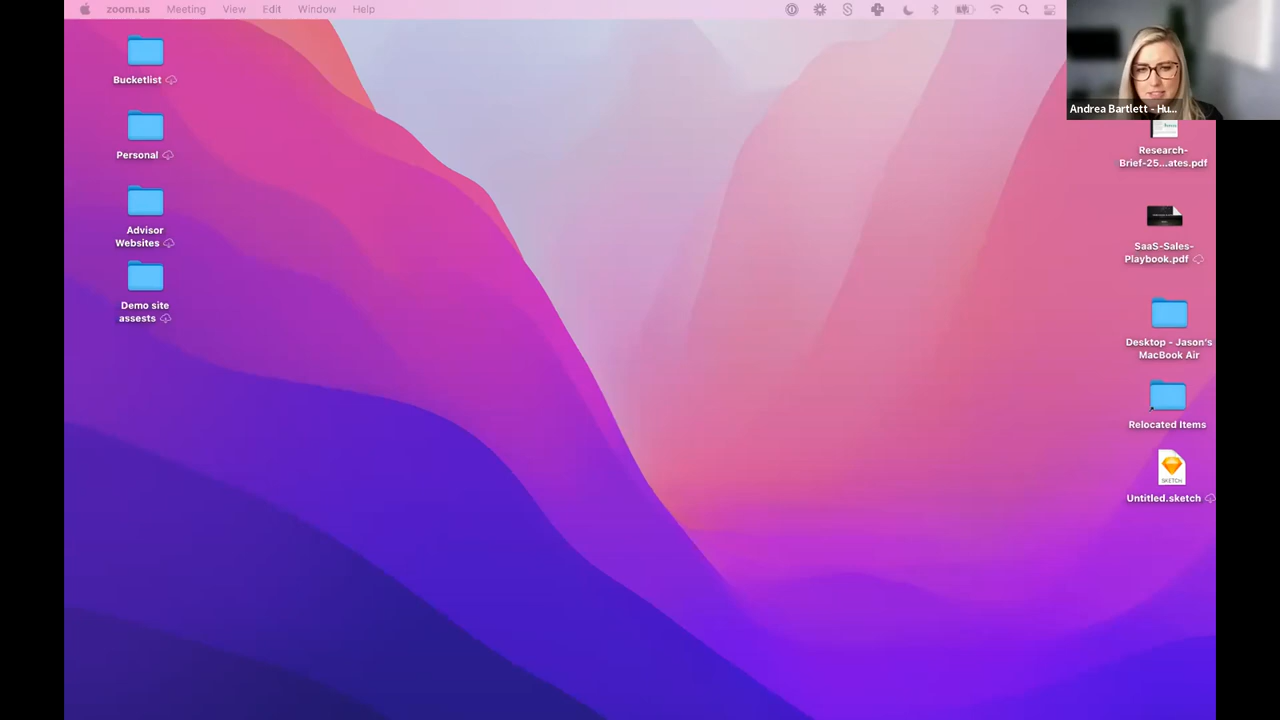 zoom.us Meeting View Edit Window Help
Bucketlist
Personal
Advisor
Websites
Demo site
assests
Andrea Bartlett - Hu...
Research-
Brief-25...ates.pdf
SaaS-Sales-
Playbook.pdf
Desktop - Jason's
MacBook Air
Relocated Items
SKETCH
Untitled.sketch